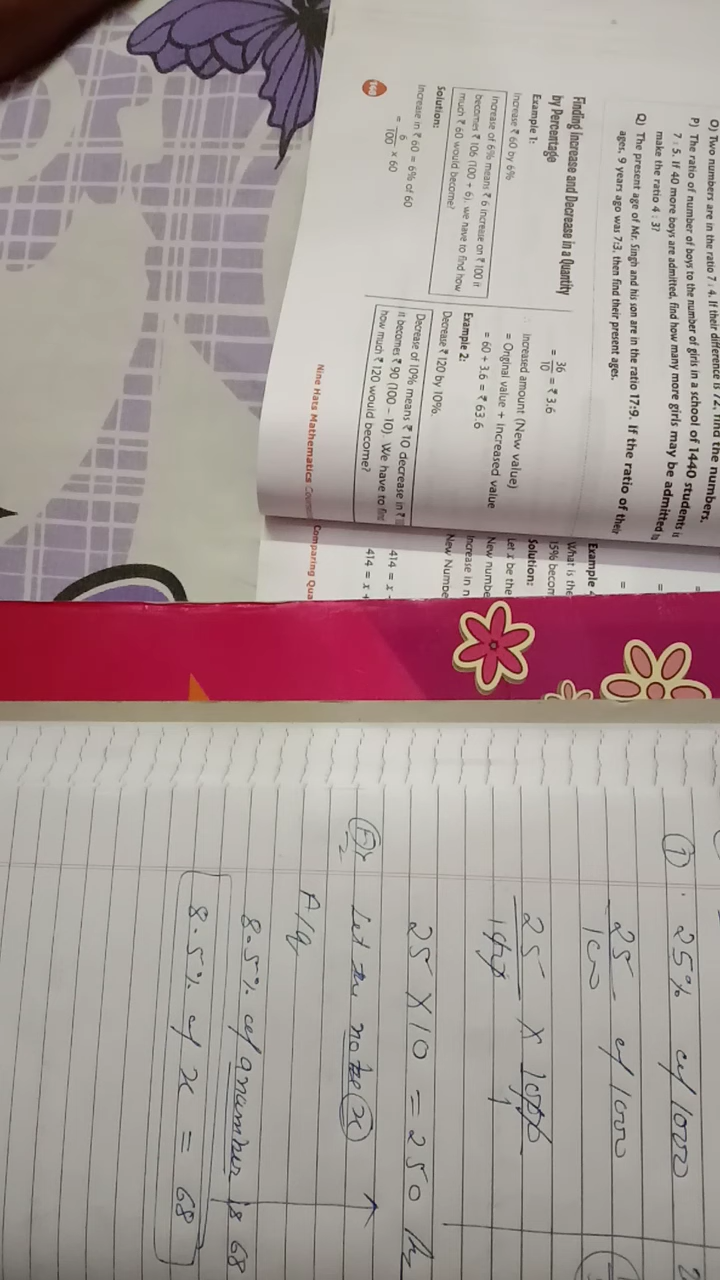 O) Two numbers are in the ratio 7 : 4. If their difference is 72, find the numbers.
P) The ratio of number of boys to the number of girls in a school of 1440 students is
7 : 5. If 40 more boys are admitted, find how many more girls may be admitted to
make the ratio 4 : 3?
Q) The present age of Mr. Singh and his son are in the ratio 17:9. If the ratio of their
ages, 9 years ago was 7:3, then find their present ages.
Finding Increase and Decrease in a Quantity
by Percentage
Example 1:
Increase ₹ 60 by 6%
Increase of 6% means ₹ 6 increase on ₹ 100 it
becomes ₹ 106 (100 + 6). we have to find how
much ₹ 60 would become?
Solution:
Increase in ₹ 60 = 6% of 60
= 6/100 × 60
= 36/10 = ₹ 3.6
Increased amount (New value)
= Original value + Increased value
= 60 + 3.6 = ₹ 63.6
Example 2:
Decrease ₹ 120 by 10%.
Decrease of 10% means ₹ 10 decrease in ₹
It becomes ₹ 90 (100 – 10). We have to find
how much ₹ 120 would become?
Nine Hats Mathematics
Example
What is the
15% becom
Solution:
Let x be the
New numbe
Increase in n
New Numbe
414 = x
414 = x +
Comparing Qua
① 25% of 1000
25/100 of 1000
25/100 × 1000/1
25 × 10 = 250
Let the no be x
A/q
8.5% of a number is 68
8.5% of x = 68